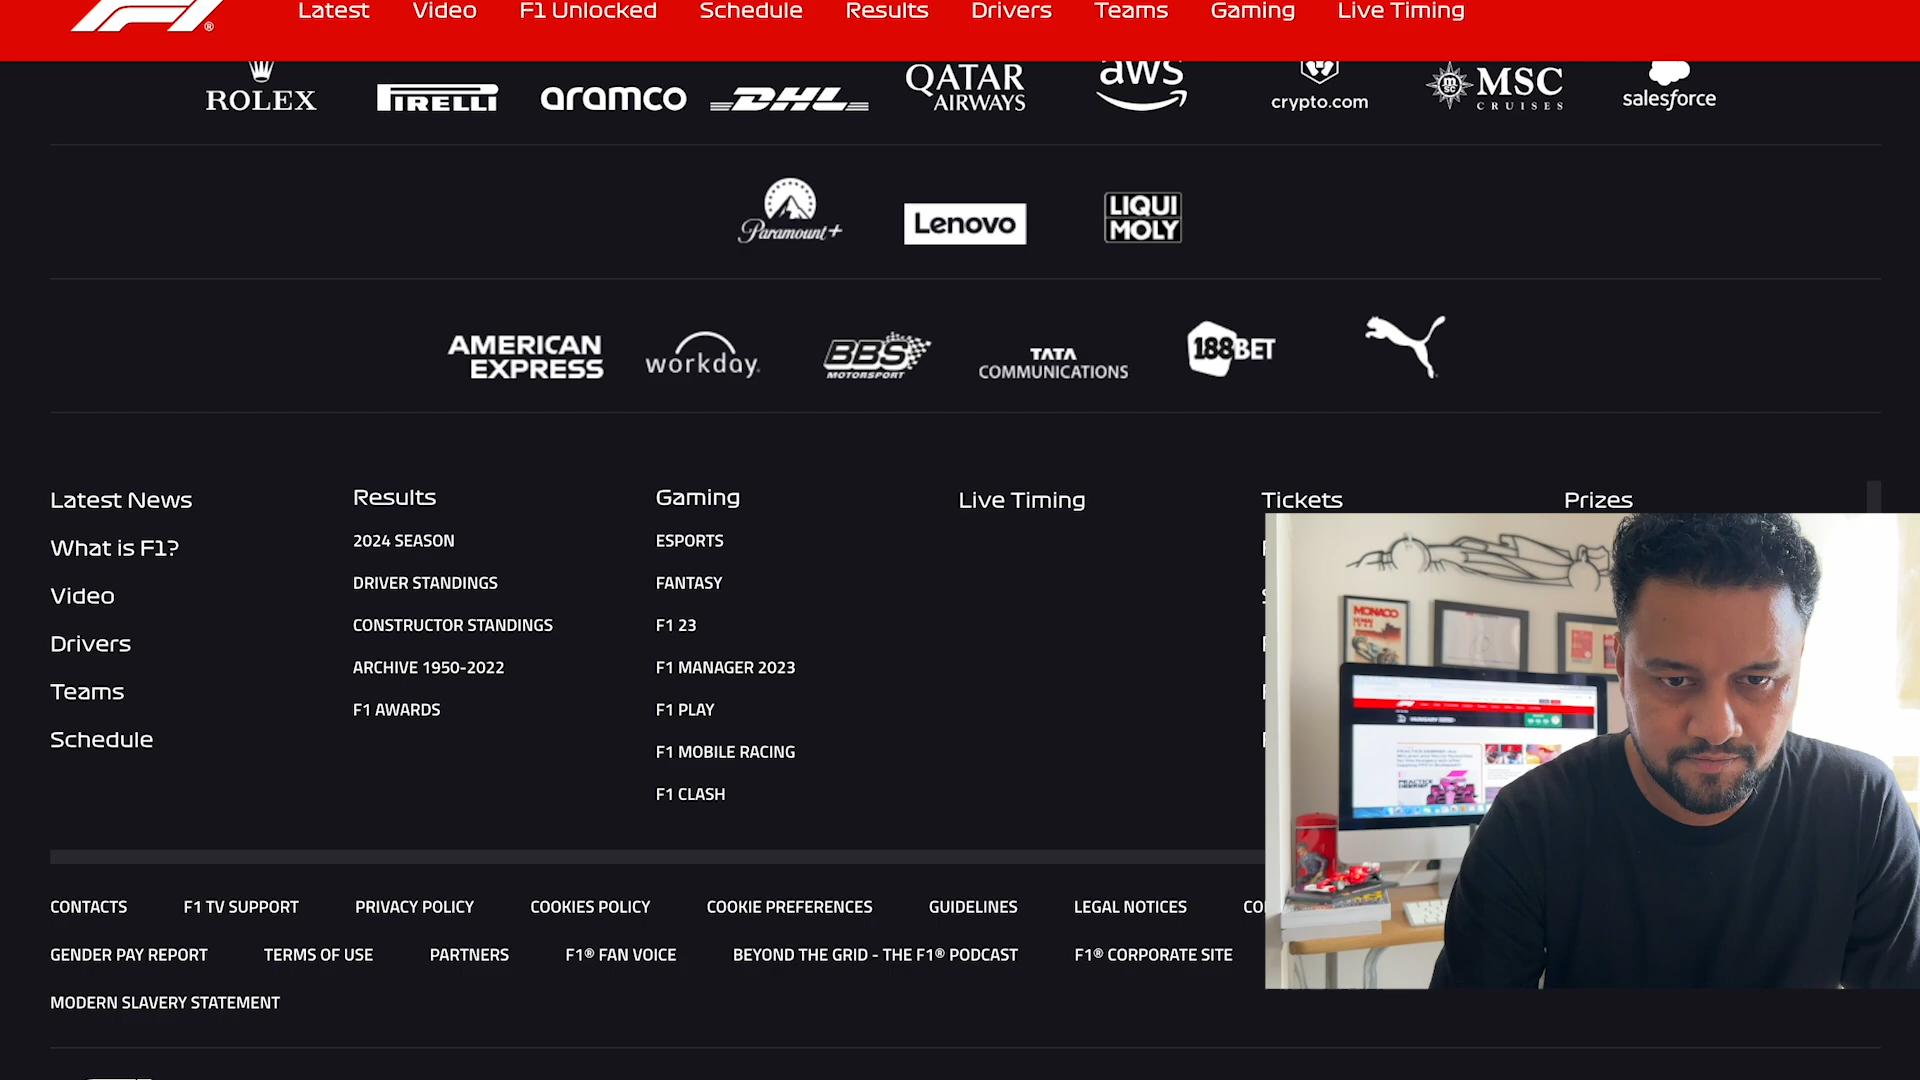 F1®
Latest Video F1 Unlocked Schedule Results Drivers Teams Gaming Live Timing
ROLEX PIRELLI aramco DHL QATAR AIRWAYS aws crypto.com MSC CRUISES salesforce
Paramount+ Lenovo LIQUI MOLY
AMERICAN EXPRESS workday. BBS MOTORSPORT TATA COMMUNICATIONS 188BET
Latest News
What is F1?
Video
Drivers
Teams
Schedule
Results
2024 SEASON
DRIVER STANDINGS
CONSTRUCTOR STANDINGS
ARCHIVE 1950-2022
F1 AWARDS
Gaming
ESPORTS
FANTASY
F1 23
F1 MANAGER 2023
F1 PLAY
F1 MOBILE RACING
F1 CLASH
Live Timing
Tickets
Prizes
MONACO
PRACTICE
DEBRIEF
CONTACTS F1 TV SUPPORT PRIVACY POLICY COOKIES POLICY COOKIE PREFERENCES GUIDELINES LEGAL NOTICES
GENDER PAY REPORT TERMS OF USE PARTNERS F1® FAN VOICE BEYOND THE GRID - THE F1® PODCAST F1® CORPORATE SITE
MODERN SLAVERY STATEMENT